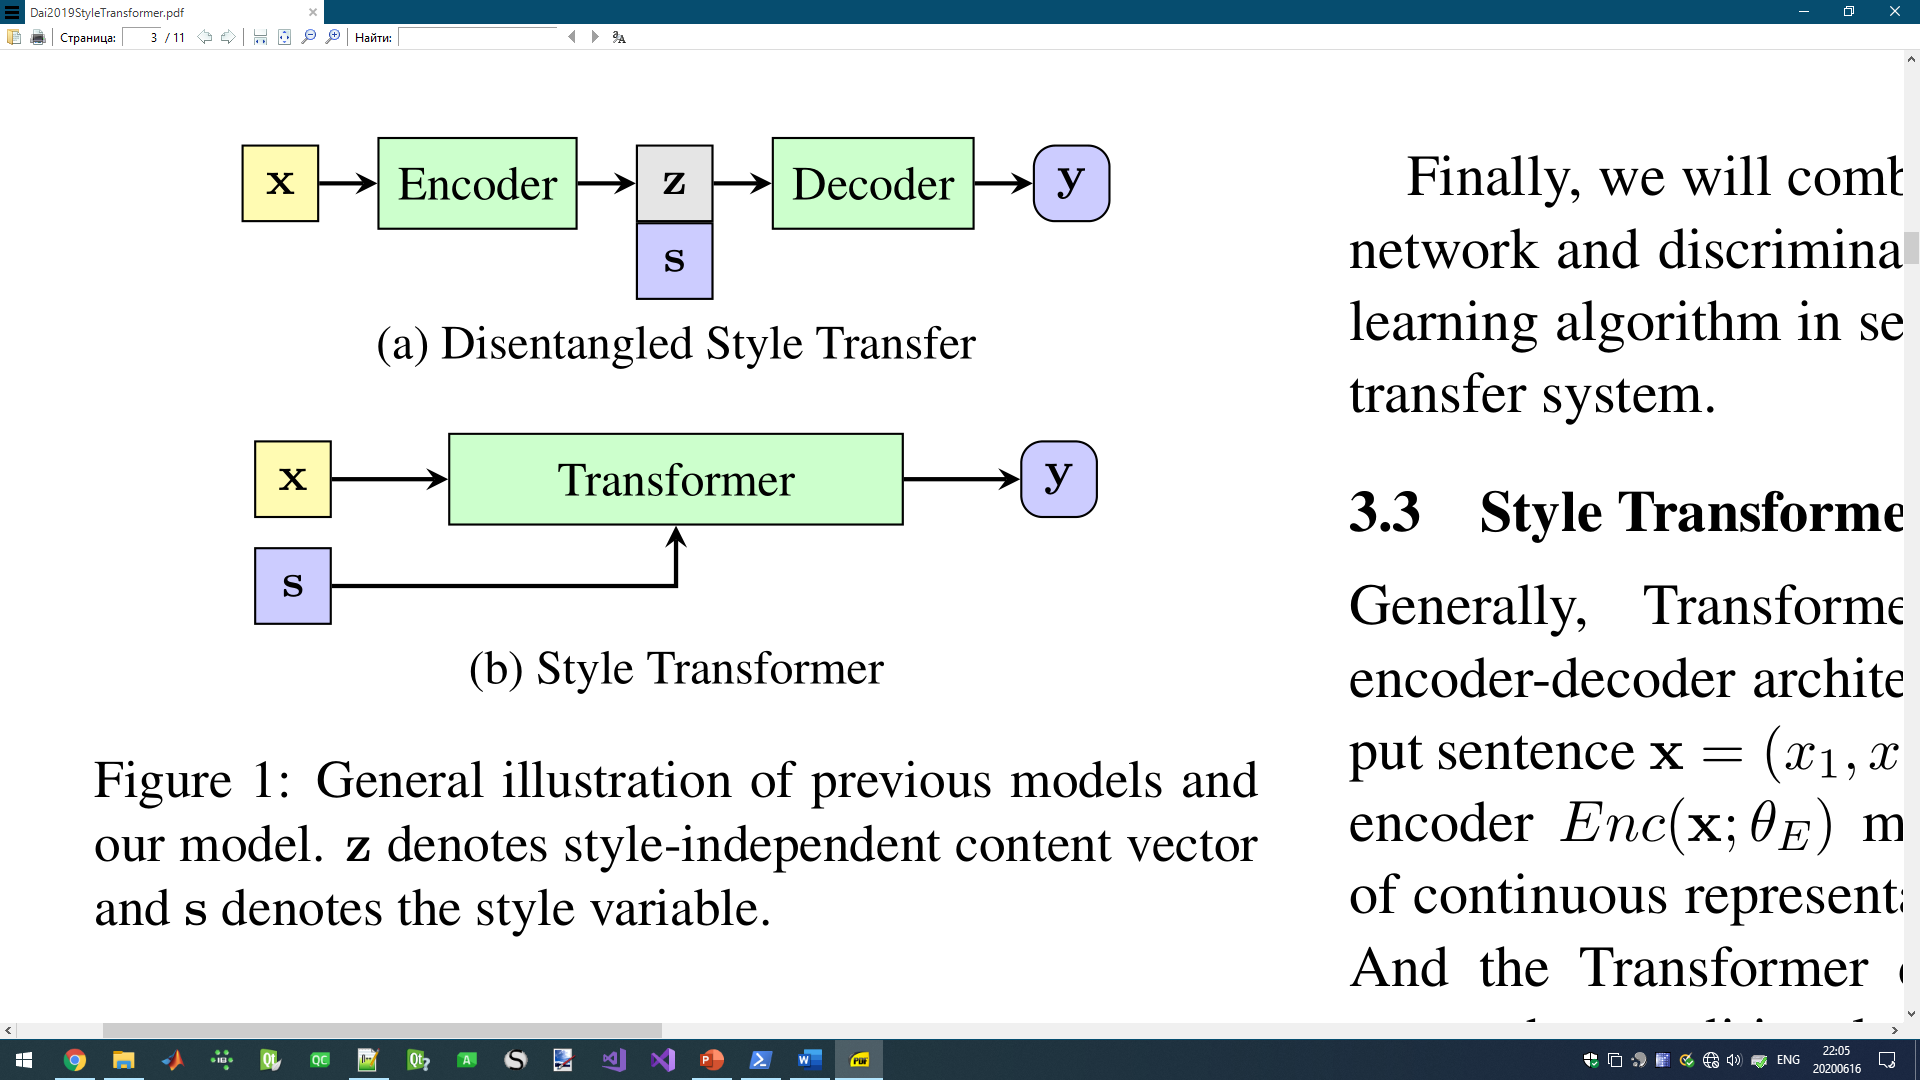 Dai2019StyleTransformer.pdf
Страница: 3 / 11 Найти:
x Encoder z Decoder y
s
(a) Disentangled Style Transfer
x Transformer y
s
(b) Style Transformer
Figure 1: General illustration of previous models and
our model. z denotes style-independent content vector
and s denotes the style variable.
Finally, we will comb
network and discrimina
learning algorithm in se
transfer system.
3.3 Style Transforme
Generally, Transforme
encoder-decoder archite
put sentence x = (x₁, x
encoder Enc(x; θ_E) m
of continuous representa
And the Transformer
ENG
22:05
20200616